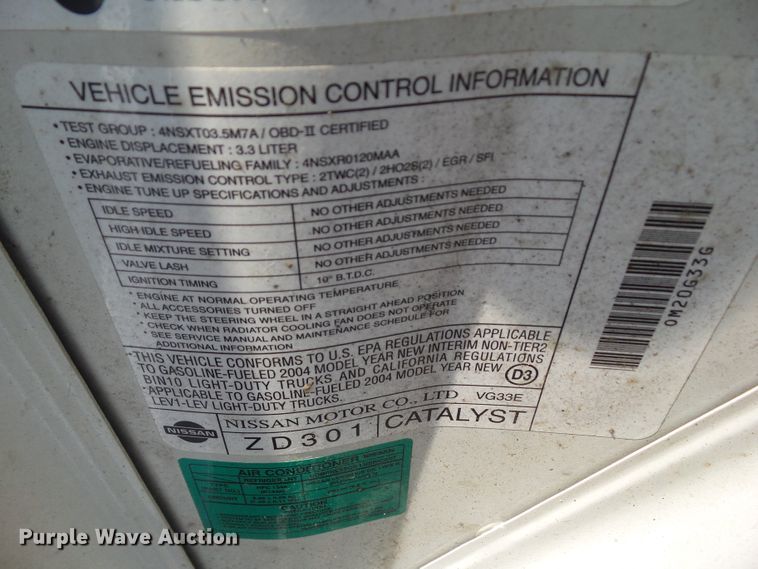 VEHICLE EMISSION CONTROL INFORMATION
• TEST GROUP : 4NSXT03.5M7A / OBD-II CERTIFIED
• ENGINE DISPLACEMENT : 3.3 LITER
• EVAPORATIVE/REFUELING FAMILY : 4NSXR0120MAA
• EXHAUST EMISSION CONTROL TYPE : 2TWC(2) / 2HO2S(2) / EGR / SFI
• ENGINE TUNE UP SPECIFICATIONS AND ADJUSTMENTS :
IDLE SPEED NO OTHER ADJUSTMENTS NEEDED
HIGH IDLE SPEED NO OTHER ADJUSTMENTS NEEDED
IDLE MIXTURE SETTING NO OTHER ADJUSTMENTS NEEDED
VALVE LASH NO OTHER ADJUSTMENTS NEEDED
IGNITION TIMING 10° B.T.D.C.
• ENGINE AT NORMAL OPERATING TEMPERATURE
• ALL ACCESSORIES TURNED OFF
• KEEP THE STEERING WHEEL IN A STRAIGHT AHEAD POSITION
• CHECK WHEN RADIATOR COOLING FAN DOES NOT OPERATE
• SEE SERVICE MANUAL AND MAINTENANCE SCHEDULE FOR
ADDITIONAL INFORMATION
• THIS VEHICLE CONFORMS TO U.S. EPA REGULATIONS APPLICABLE
TO GASOLINE-FUELED 2004 MODEL YEAR NEW INTERIM NON-TIER2
BIN10 LIGHT-DUTY TRUCKS AND CALIFORNIA REGULATIONS
APPLICABLE TO GASOLINE-FUELED 2004 MODEL YEAR NEW
LEV1-LEV LIGHT-DUTY TRUCKS.
D3
NISSAN
NISSAN MOTOR CO., LTD. VG33E
ZD301 CATALYST
0M20G33G
AIR CONDITIONER
REFRIGERANT
TYPE
AMOUNT
Purple Wave Auction
Purple Wave Auction